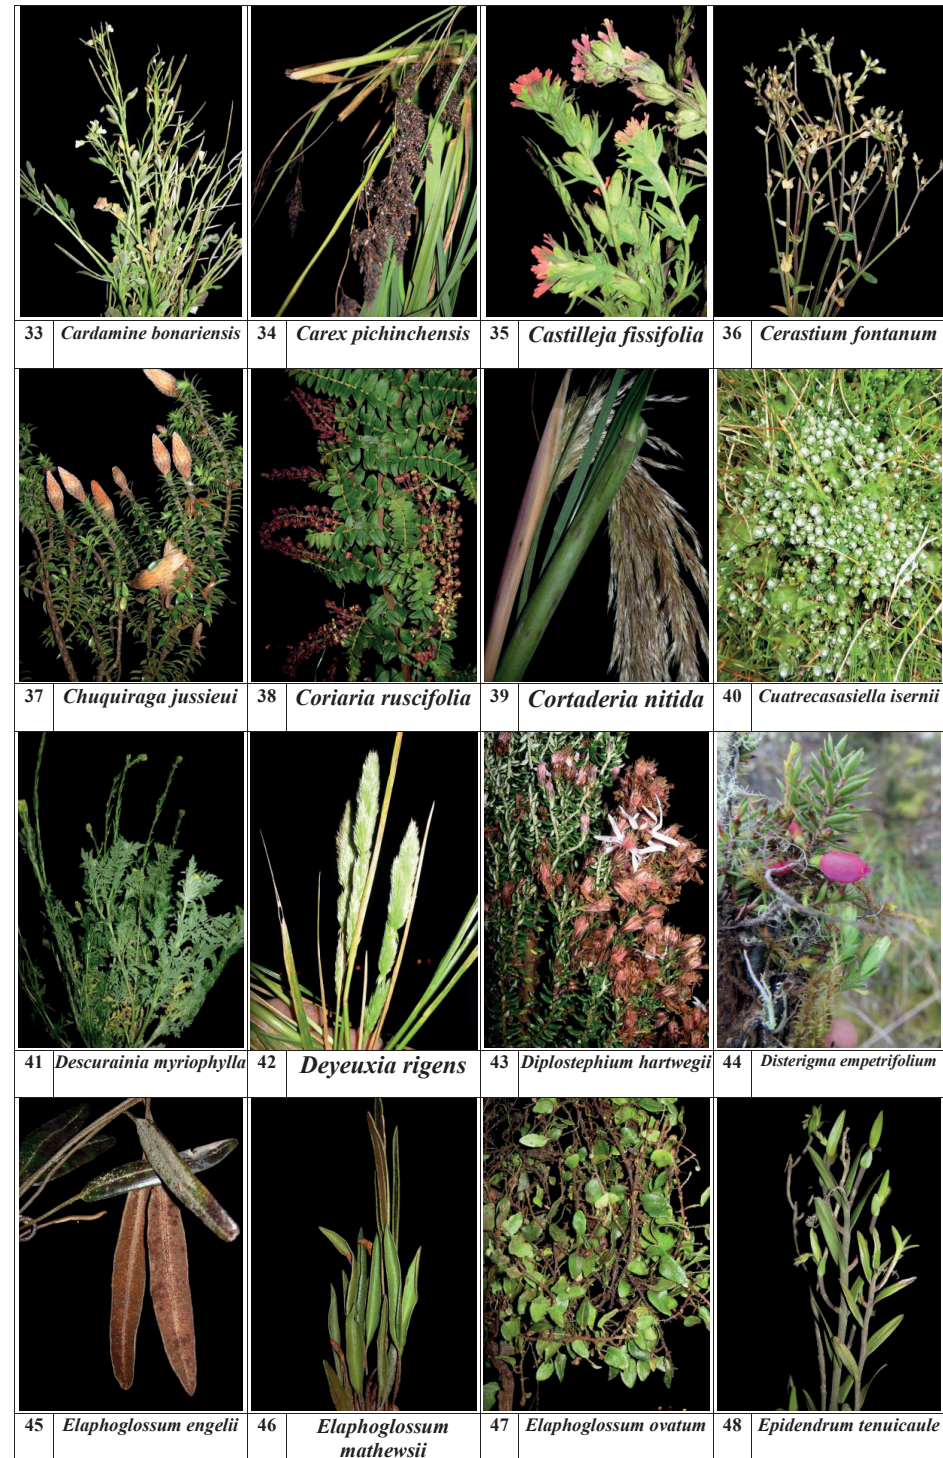 33 Cardamine bonariensis 34 Carex pichinchensis 35 Castilleja fissifolia 36 Cerastium fontanum
37 Chuquiraga jussieui 38 Coriaria ruscifolia 39 Cortaderia nitida 40 Cuatrecasasiella isernii
41 Descurainia myriophylla 42 Deyeuxia rigens 43 Diplostephium hartwegii 44 Disterigma empetrifolium
45 Elaphoglossum engelii 46 Elaphoglossum 47 Elaphoglossum ovatum 48 Epidendrum tenuicaule
mathewsii